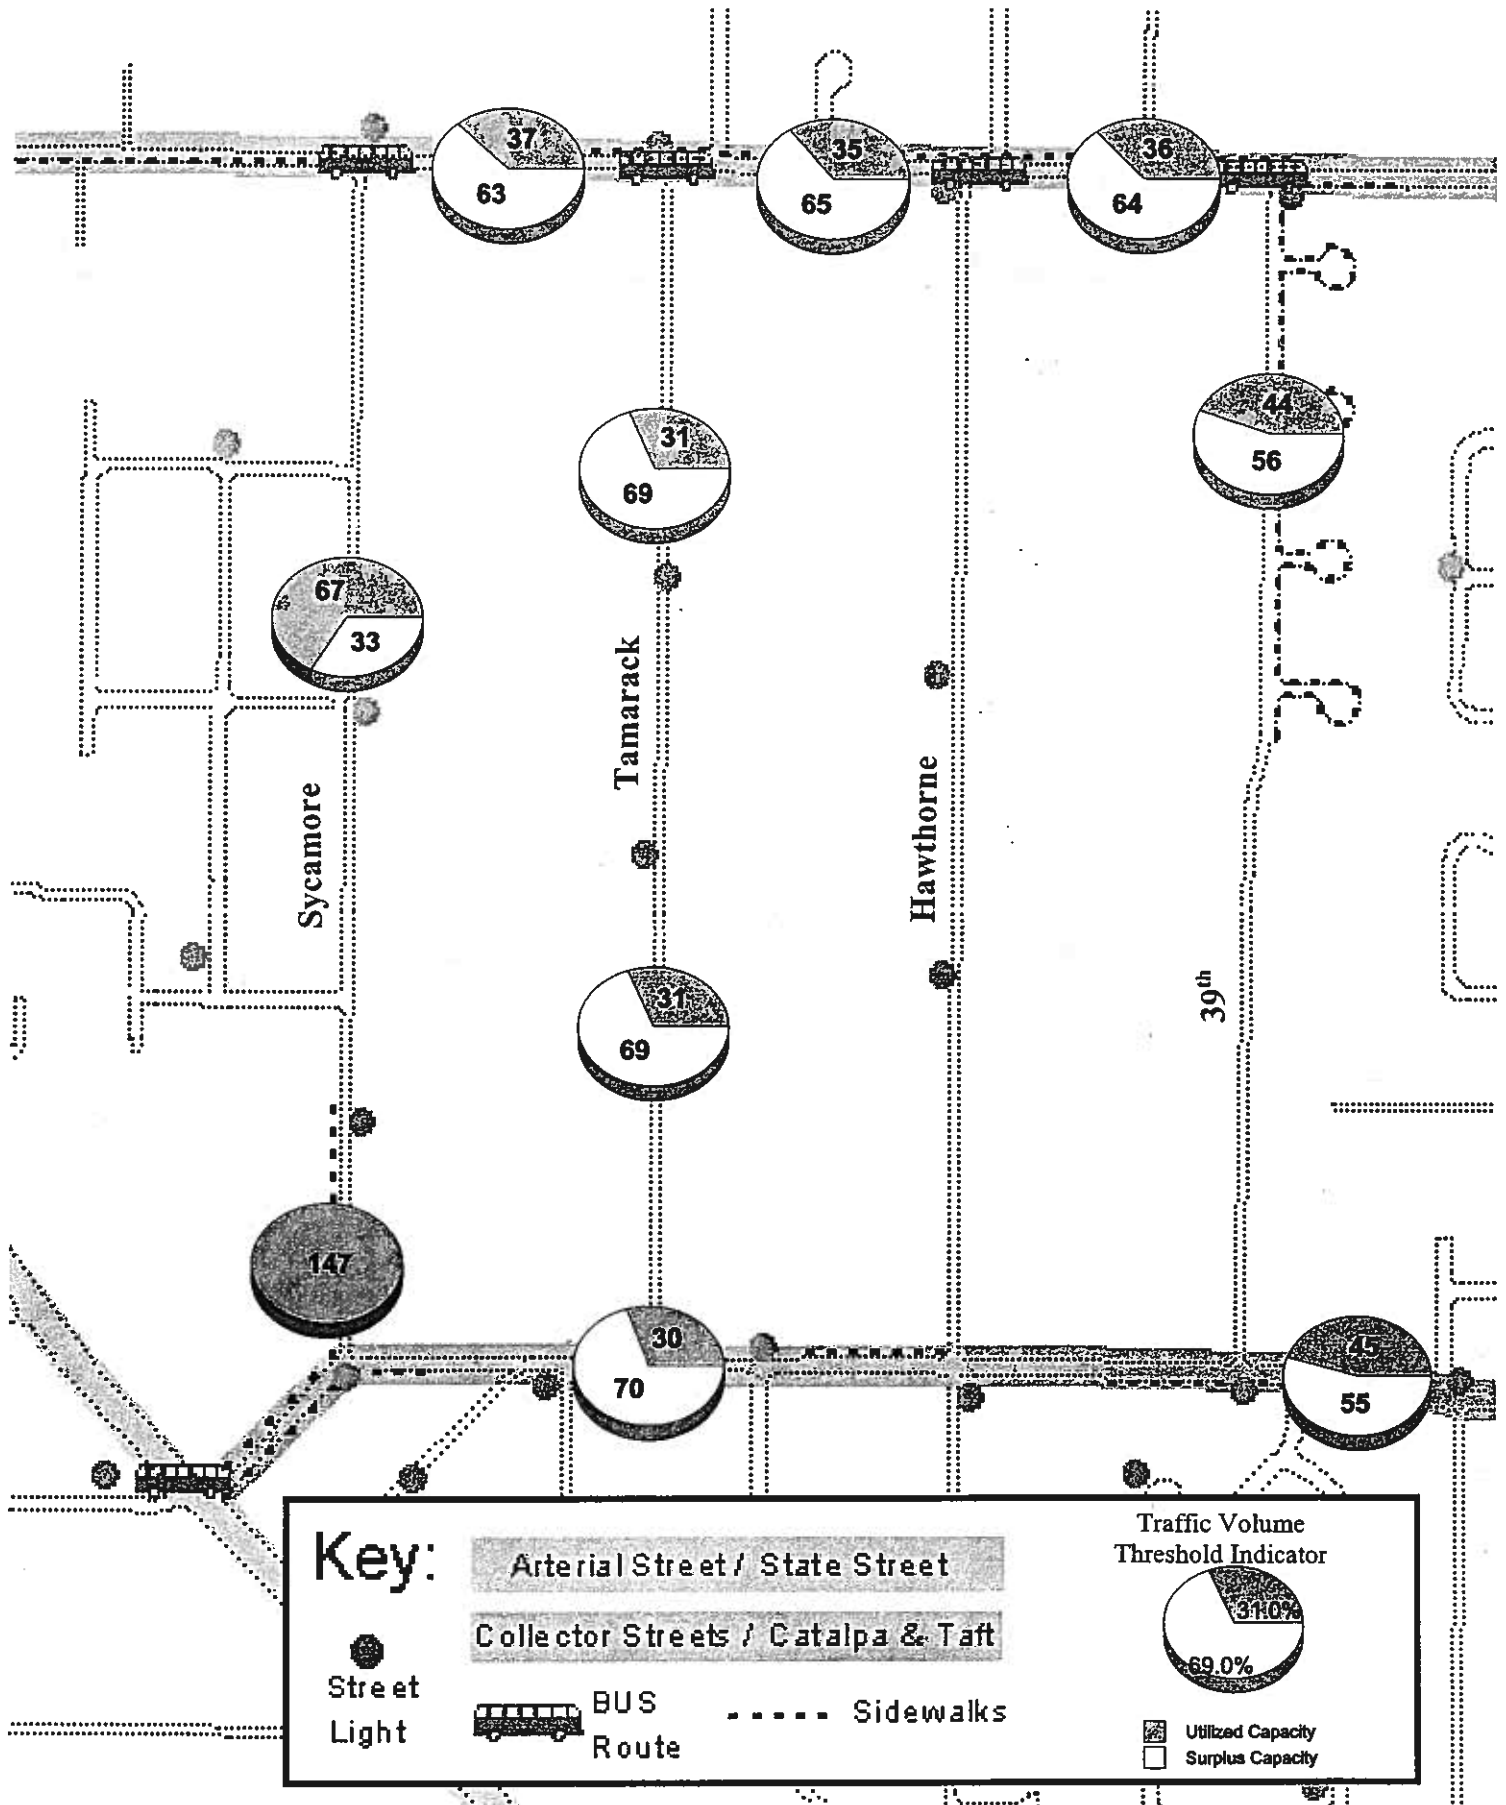 37
63
35
65
36
64
44
56
31
69
67
33
Tamarack
Hawthorne
Sycamore
39th
31
69
147
30
70
45
55
Key:
Arterial Street / State Street
Collector Streets / Catalpa & Taft
Street
Light
BUS
Route
Sidewalks
Traffic Volume
Threshold Indicator
31.0%
69.0%
Utilized Capacity
Surplus Capacity